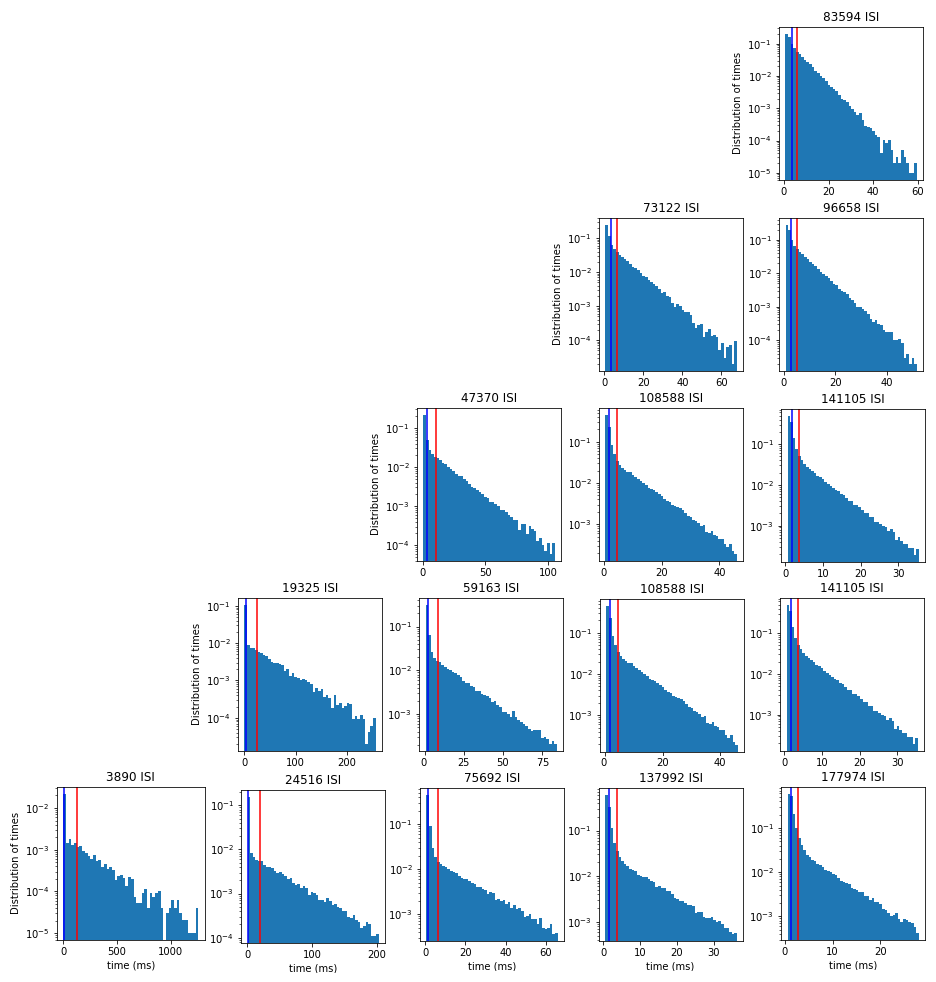 83594 ISI
Distribution of times
10⁻¹
10⁻²
10⁻³
10⁻⁴
10⁻⁵
0 20 40 60
73122 ISI 96658 ISI
Distribution of times
10⁻¹ 10⁻¹
10⁻² 10⁻²
10⁻³ 10⁻³
10⁻⁴ 10⁻⁴
0 20 40 60 0 20 40
47370 ISI 108588 ISI 141105 ISI
Distribution of times
10⁻¹ 10⁻¹ 10⁻¹
10⁻² 10⁻² 10⁻²
10⁻³ 10⁻³ 10⁻³
10⁻⁴
0 50 100 0 20 40 0 10 20 30
19325 ISI 59163 ISI 108588 ISI 141105 ISI
Distribution of times
10⁻¹ 10⁻¹ 10⁻¹ 10⁻¹
10⁻² 10⁻² 10⁻² 10⁻²
10⁻³ 10⁻³ 10⁻³ 10⁻³
10⁻⁴
0 100 200 0 25 50 75 0 20 40 0 10 20 30
3890 ISI 24516 ISI 75692 ISI 137992 ISI 177974 ISI
Distribution of times
10⁻² 10⁻¹ 10⁻¹ 10⁻¹ 10⁻¹
10⁻³ 10⁻² 10⁻² 10⁻² 10⁻²
10⁻⁴ 10⁻³ 10⁻³ 10⁻³ 10⁻³
10⁻⁵ 10⁻⁴
0 500 1000 0 100 200 0 20 40 60 0 10 20 30 0 10 20
time (ms) time (ms) time (ms) time (ms) time (ms)